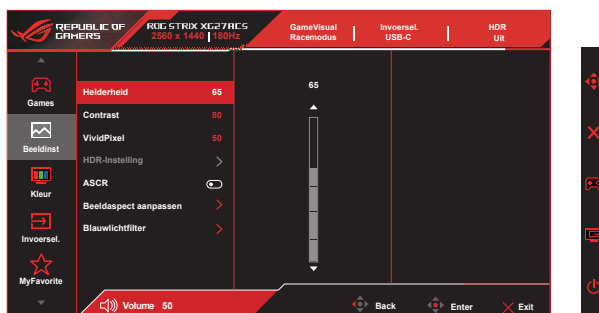 REPUBLIC OF
GAMERS
ROG STRIX XG27ACS
2560 x 1440 180Hz
GameVisual
Racemodus
Invoersel.
USB-C
HDR
Uit
Games
Beeldinst
Kleur
Invoersel.
MyFavorite
Helderheid 65
Contrast 80
VividPixel 50
HDR-Instelling
ASCR
Beeldaspect aanpassen
Blauwlichtfilter
65
Volume 50
Back
Enter
Exit